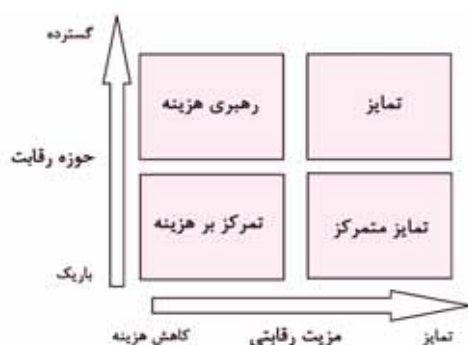 گسترده
رهبری هزینه
تمایز
حوزه رقابت
تمرکز بر هزینه
تمایز متمرکز
باریک
کاهش هزینه
مزیت رقابتی
تمایز